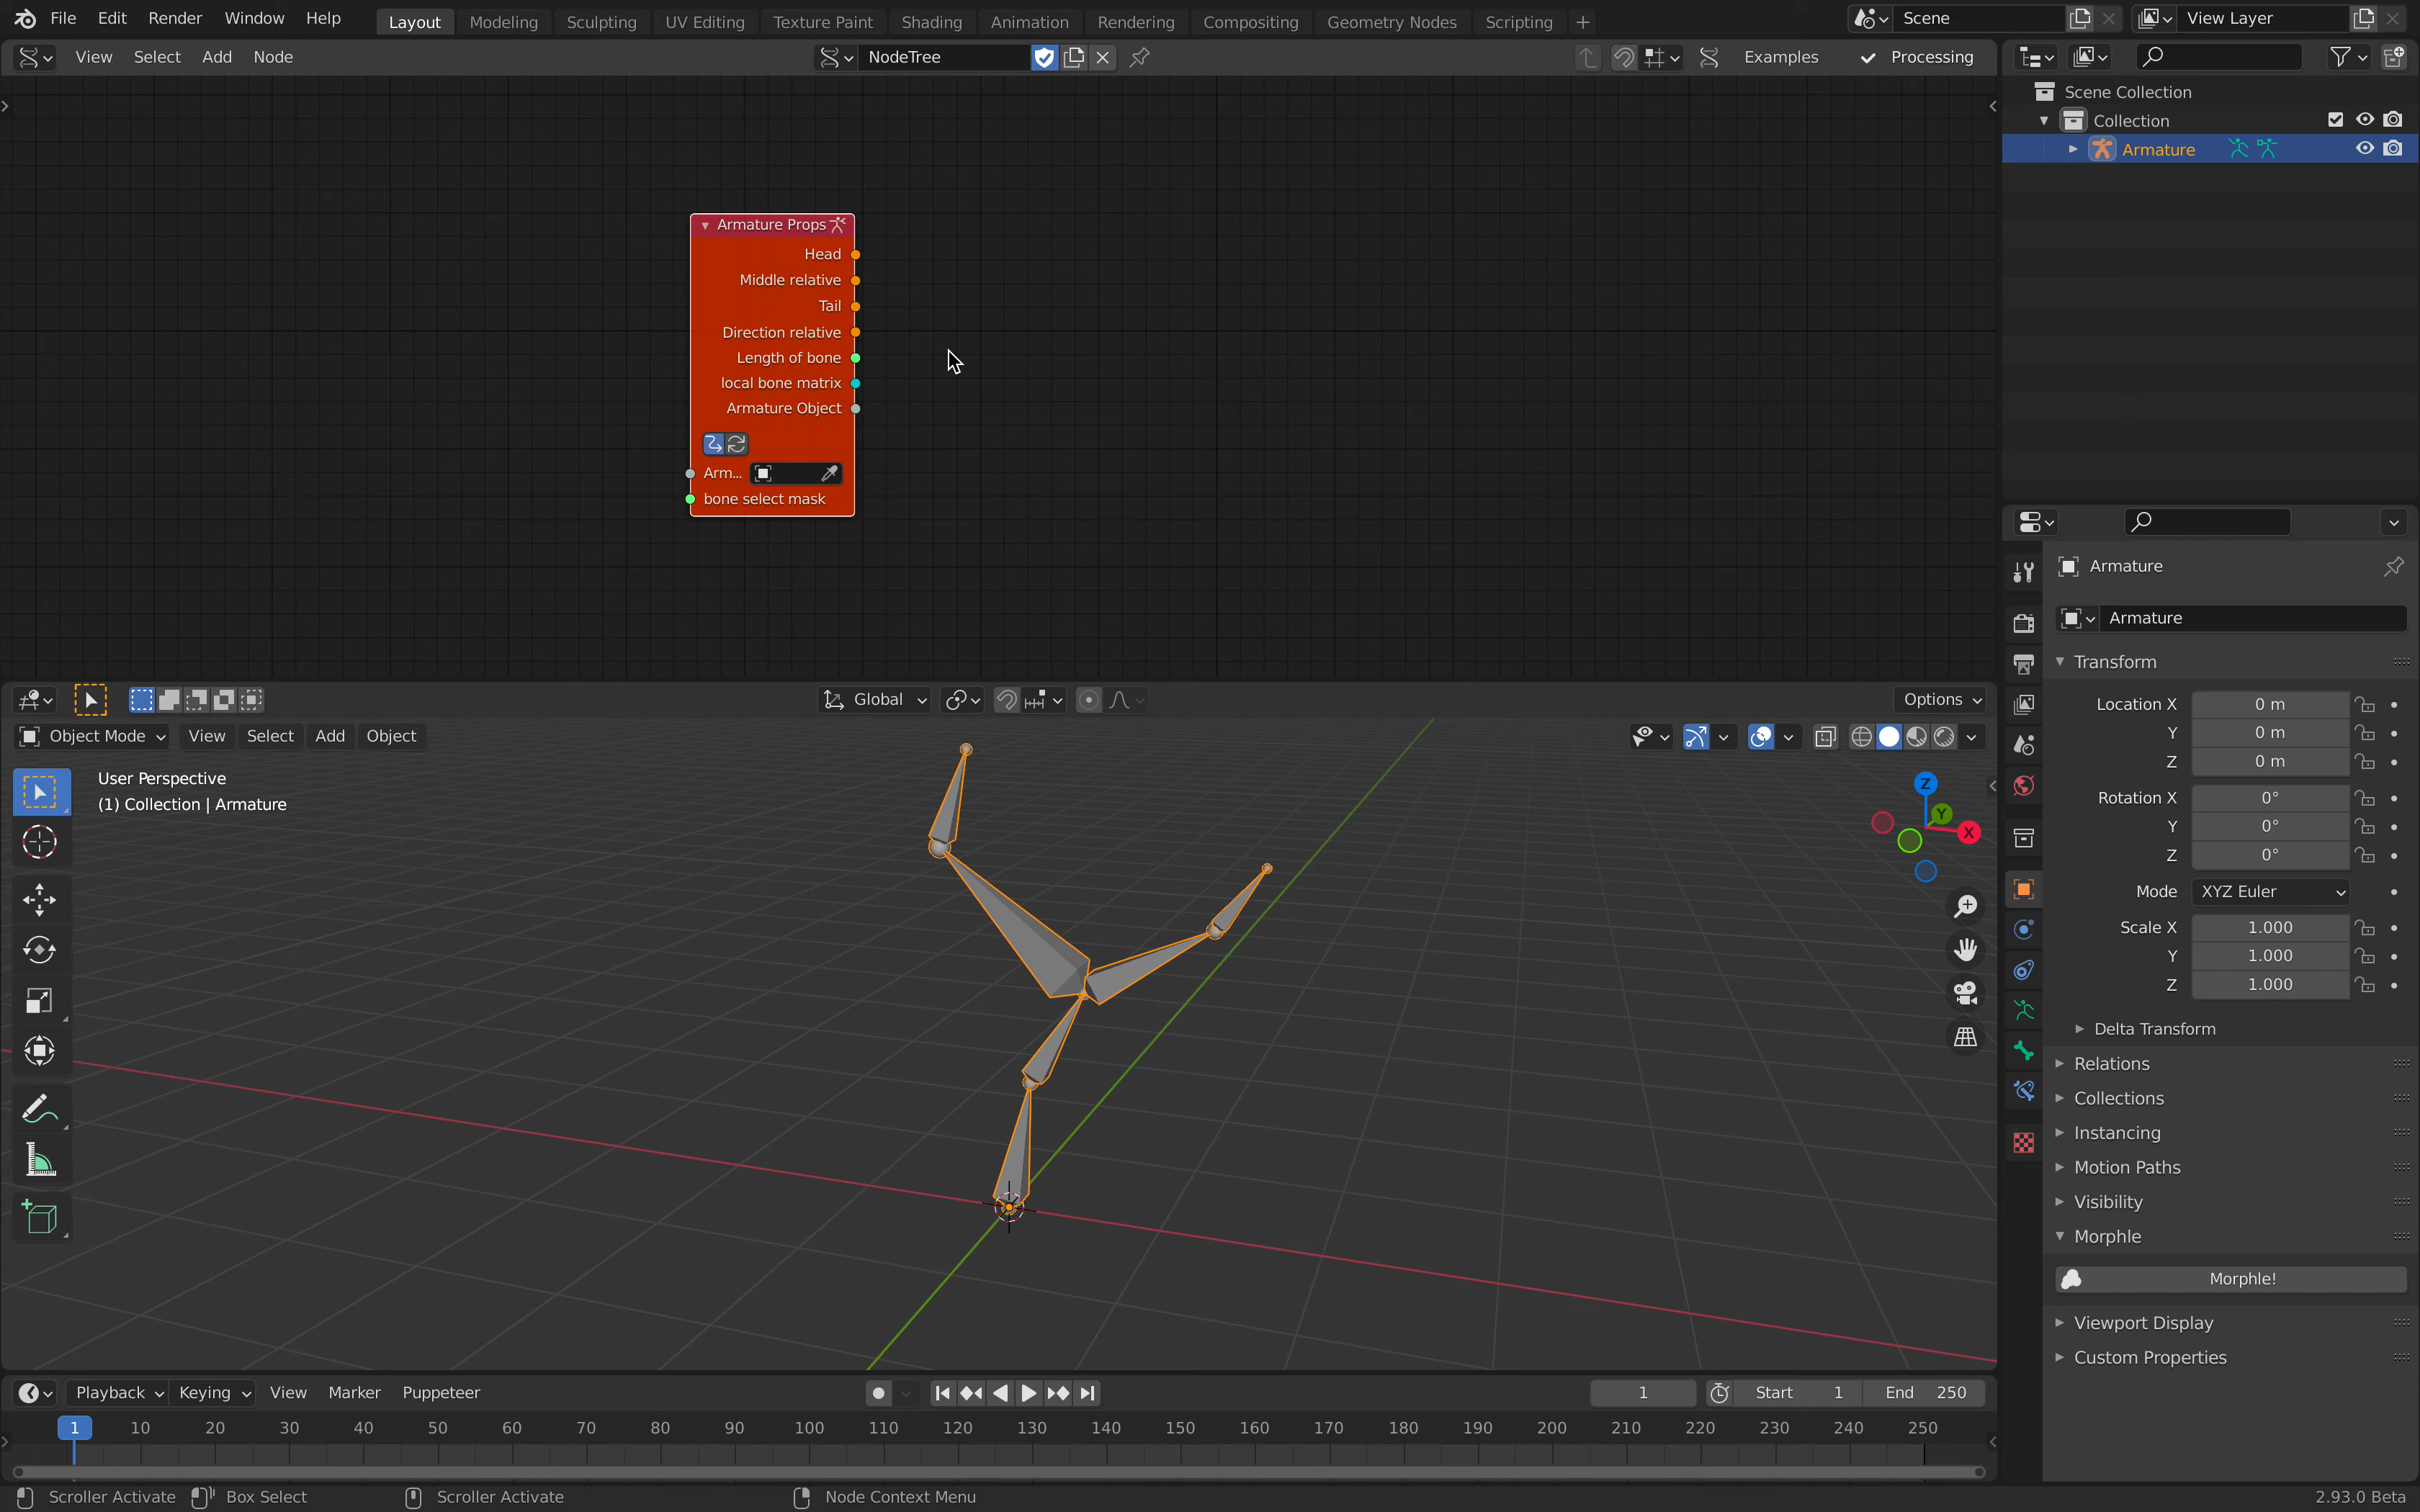 File Edit Render Window Help
Layout Modeling Sculpting UV Editing Texture Paint Shading Animation Rendering Compositing Geometry Nodes Scripting
Scene
View Layer
View Select Add Node
NodeTree
Examples Processing
Scene Collection
Collection
Armature
Armature Props
Head
Middle relative
Tail
Direction relative
Length of bone
local bone matrix
Armature Object
Arm...
bone select mask
Armature
Armature
Transform
Location X 0 m
Y 0 m
Z 0 m
Rotation X 0°
Y 0°
Z 0°
Mode XYZ Euler
Scale X 1.000
Y 1.000
Z 1.000
Delta Transform
Relations
Collections
Instancing
Motion Paths
Visibility
Morphle
Morphle!
Viewport Display
Custom Properties
Global
Options
Object Mode View Select Add Object
User Perspective
(1) Collection | Armature
Z
Y
X
Playback Keying View Marker Puppeteer
1
Start 1
End 250
1 10 20 30 40 50 60 70 80 90 100 110 120 130 140 150 160 170 180 190 200 210 220 230 240 250
Scroller Activate Box Select Scroller Activate Node Context Menu
2.93.0 Beta